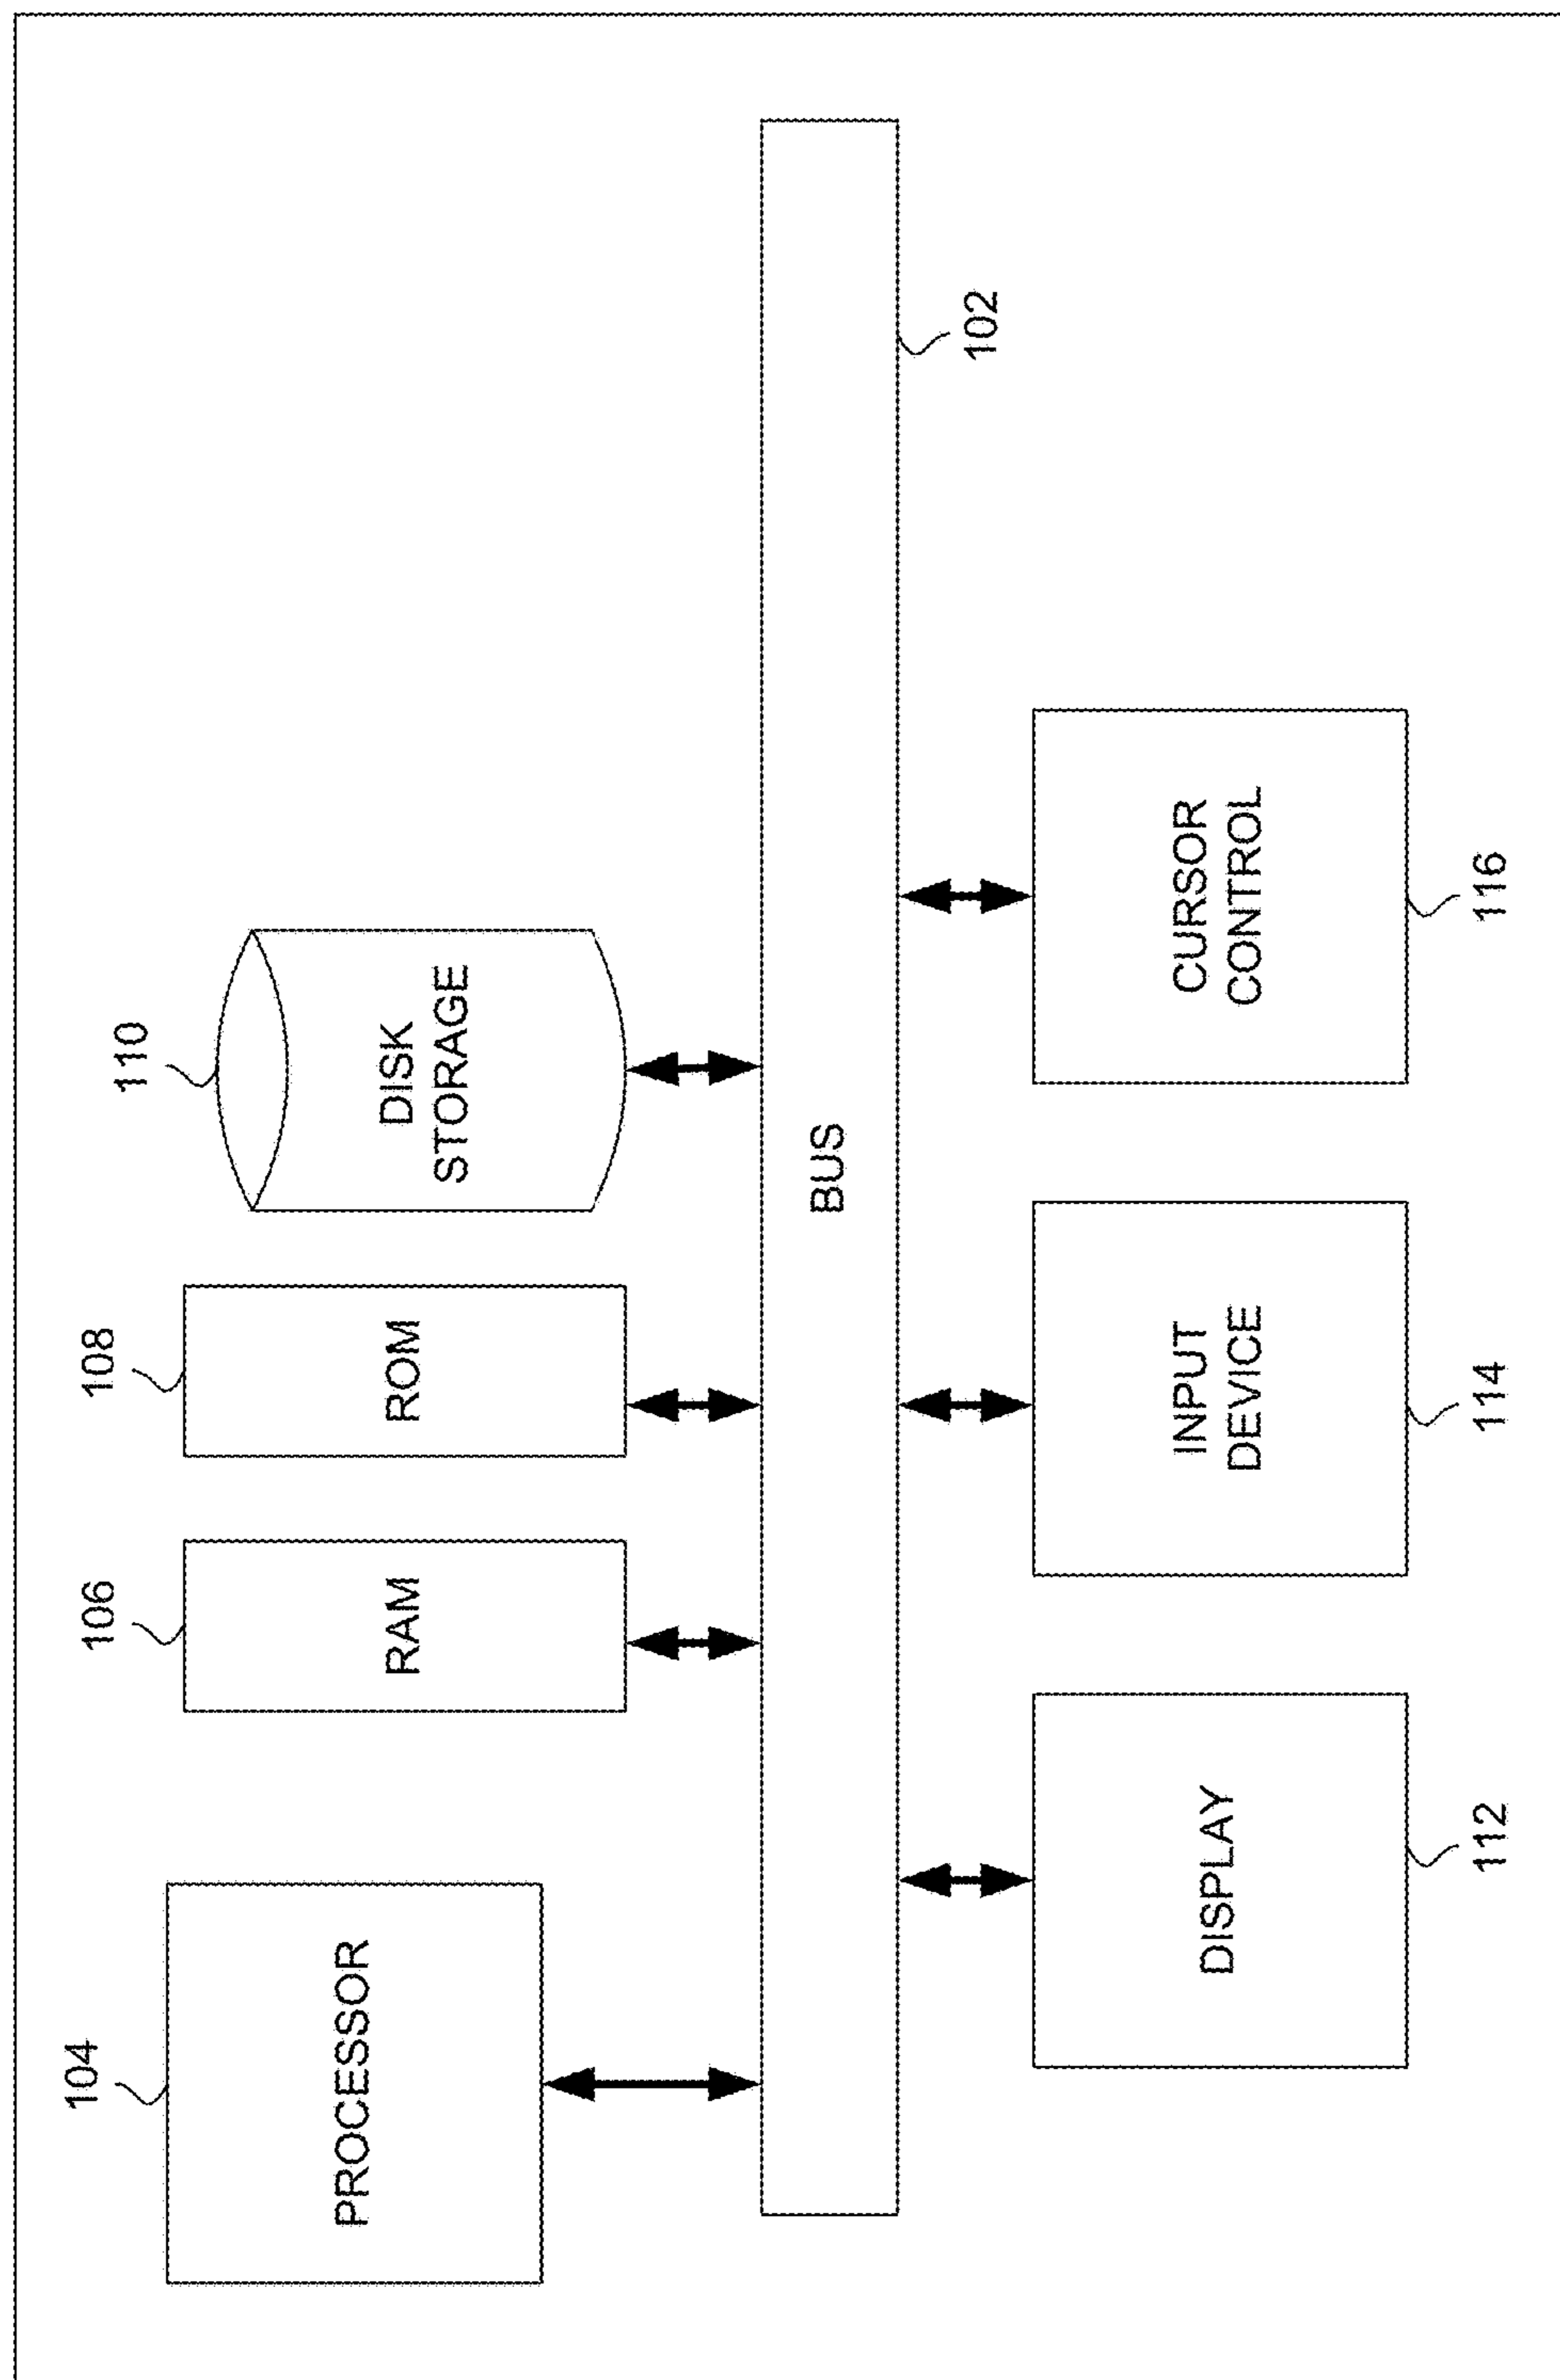 104
106
108
110
PROCESSOR
RAM
ROM
DISK
STORAGE
BUS
102
DISPLAY
INPUT
DEVICE
CURSOR
CONTROL
112
114
116